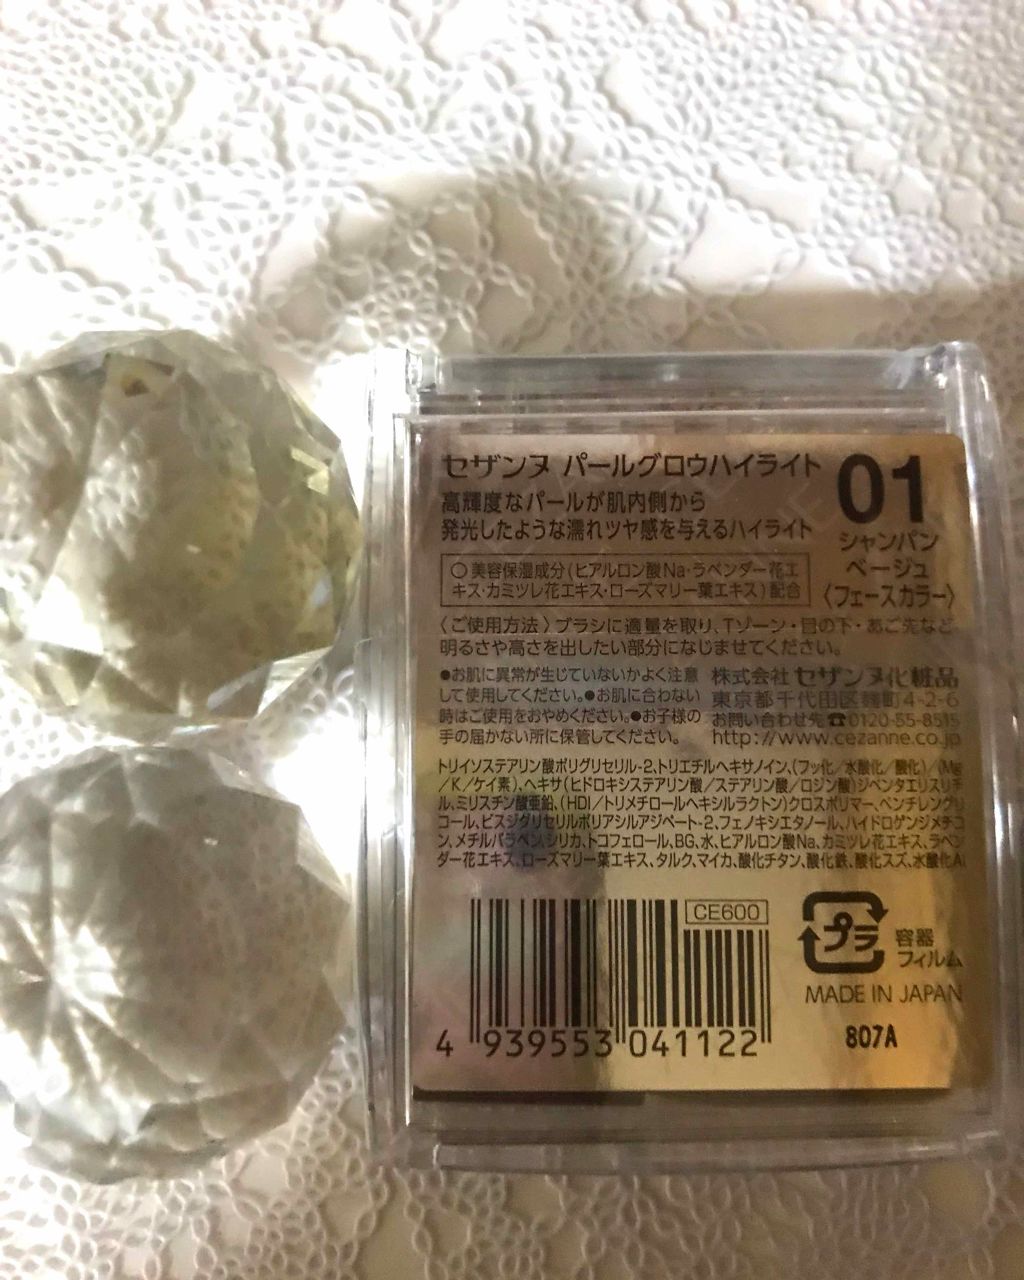 セザンヌ パールグロウハイライト
01
シャンパン
ベージュ
〈フェースカラー〉
高輝度なパールが肌内側から
発光したような濡れツヤ感を与えるハイライト
○美容保湿成分(ヒアルロン酸Na・ラベンダー花エ
キス・カミツレ花エキス・ローズマリー葉エキス)配合
〈ご使用方法〉ブラシに適量を取り、Tゾーン・目の下・あご先など
明るさや高さを出したい部分になじませてください。
●お肌に異常が生じていないかよく注意
して使用してください。●お肌に合わない
時はご使用をおやめください。●お子様の
手の届かない所に保管してください。
株式会社 セザンヌ化粧品
東京都千代田区麹町4-2-6
お問い合わせ先☎0120-55-8515
http://www.cezanne.co.jp
トリイソステアリン酸ポリグリセリル-2、トリエチルヘキサノイン、(フッ化/水酸化/酸化)/(Mg
/K/ケイ素)、ヘキサ(ヒドロキシステアリン酸/ステアリン酸/ロジン酸)ジペンタエリスリチ
ル、ミリスチン酸亜鉛、(HDI/トリメチロールヘキシルラクトン)クロスポリマー、ペンチレングリ
コール、ビスジグリセリルポリアシルアジペート-2、フェノキシエタノール、ハイドロゲンジメチコ
ン、メチルパラベン、シリカ、トコフェロール、BG、水、ヒアルロン酸Na、カミツレ花エキス、ラベン
ダー花エキス、ローズマリー葉エキス、タルク、マイカ、酸化チタン、酸化鉄、酸化スズ、水酸化Al
CE600
プラ
容器
フィルム
MADE IN JAPAN
807A
4 939553 041122